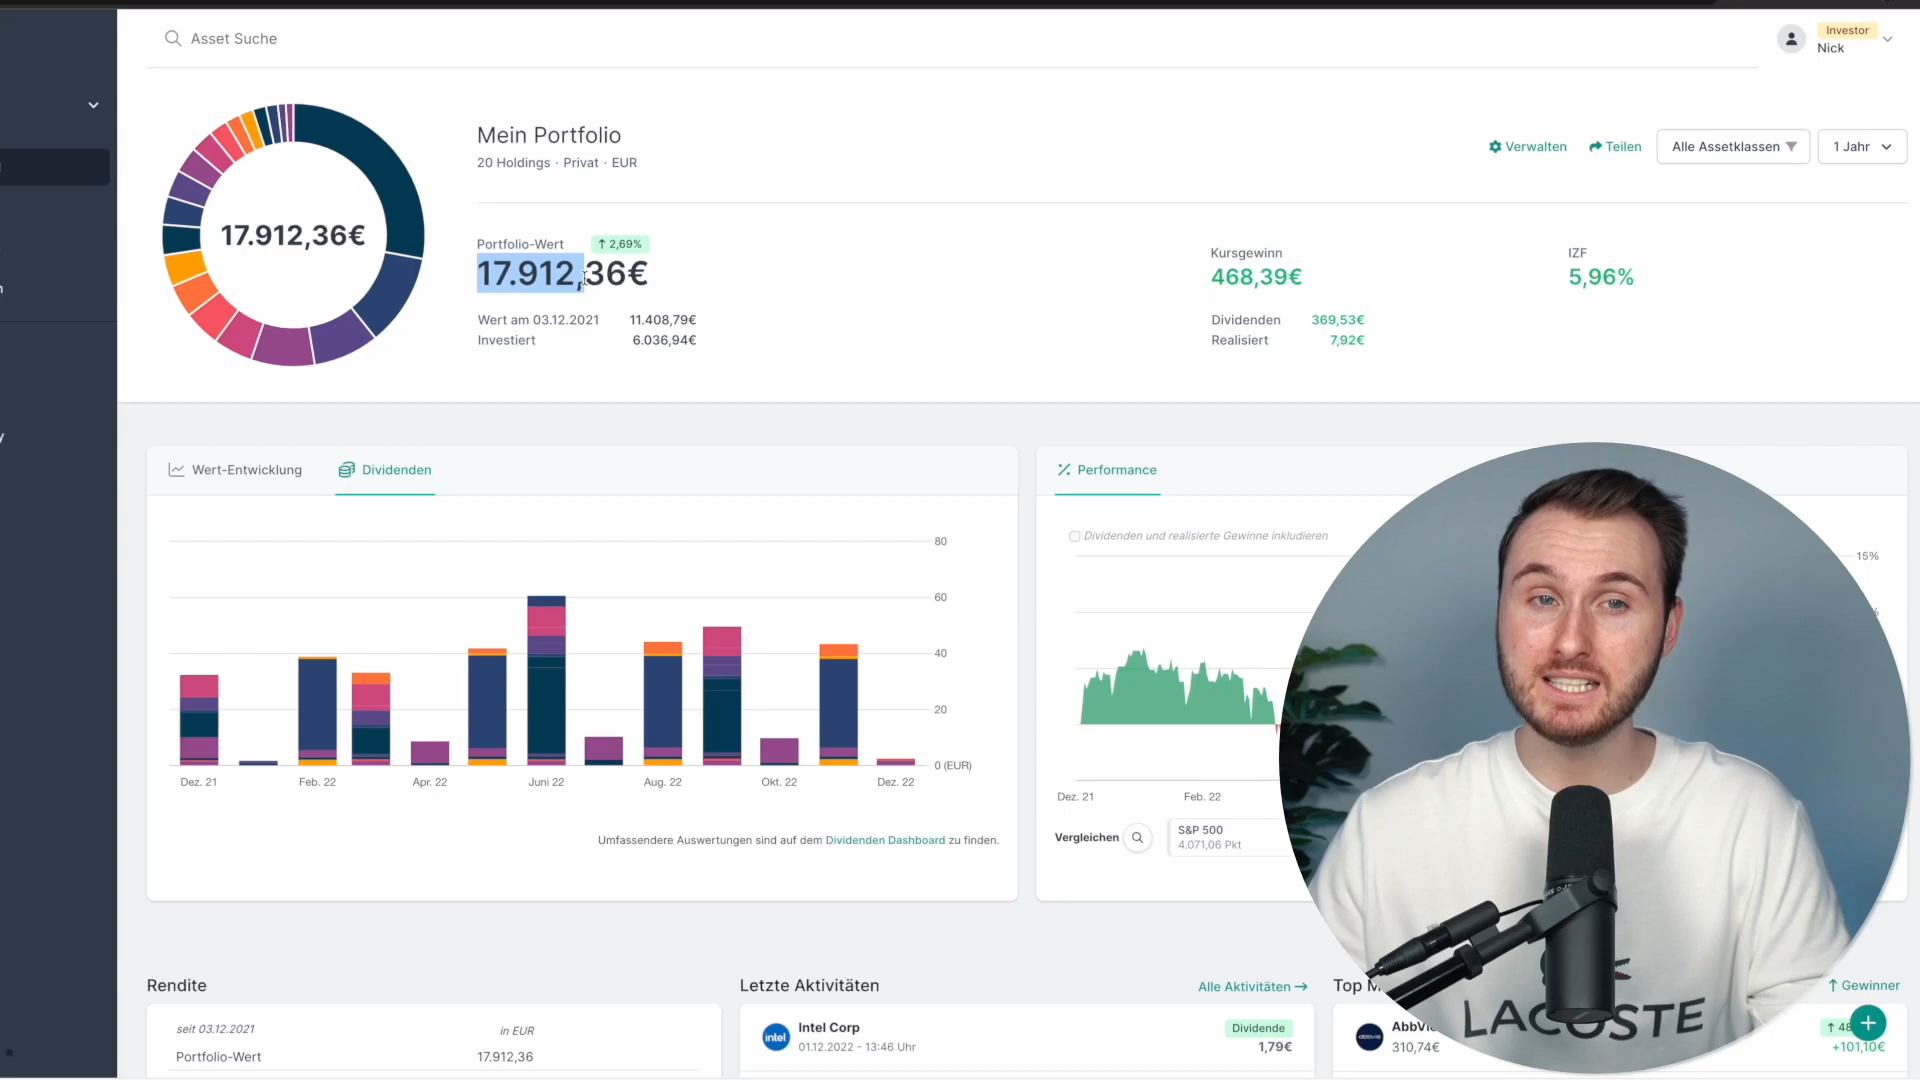 Asset Suche
Investor
Nick
17.912,36€
Mein Portfolio
20 Holdings · Privat · EUR
Verwalten
Teilen
Alle Assetklassen
1 Jahr
Portfolio-Wert
↑ 2,69%
17.912,36€
Wert am 03.12.2021 11.408,79€
Investiert 6.036,94€
Kursgewinn
468,39€
Dividenden 369,53€
Realisiert 7,92€
IZF
5,96%
Wert-Entwicklung
Dividenden
80
60
40
20
0 (EUR)
Dez. 21 Feb. 22 Apr. 22 Juni 22 Aug. 22 Okt. 22 Dez. 22
Umfassendere Auswertungen sind auf dem Dividenden Dashboard zu finden.
Performance
Dividenden und realisierte Gewinne inkludieren
15%
Dez. 21 Feb. 22
Vergleichen
S&P 500
4.071,06 Pkt
Rendite
seit 03.12.2021 in EUR
Portfolio-Wert 17.912,36
Letzte Aktivitäten
Alle Aktivitäten →
intel
Intel Corp
01.12.2022 - 13:46 Uhr
Dividende
1,79€
Top
↑ Gewinner
abbvie
310,74€
+101,10€
LACOSTE